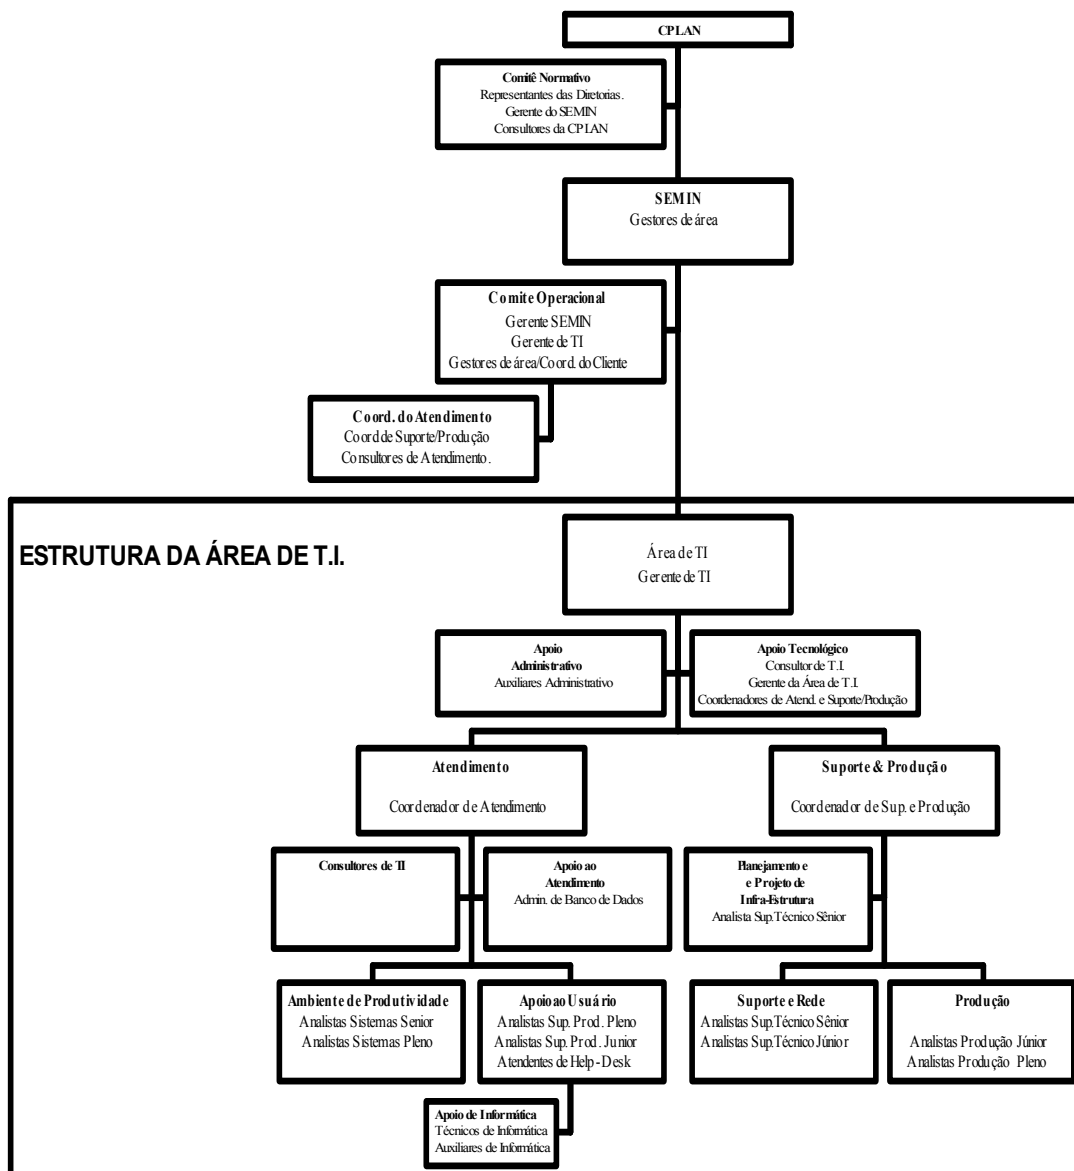 CPLAN
Comitê Normativo
Representantes das Diretorias.
Gerente do SEMIN
Consultores da CPLAN
SEMIN
Gestores de área
Comite Operacional
Gerente SEMIN
Gerente de TI
Gestores de área/Coord. do Cliente
Coord. do Atendimento
Coord de Suporte/Produção
Consultores de Atendimento.
ESTRUTURA DA ÁREA DE T.I.
Área de TI
Gerente de TI
Apoio
Administrativo
Auxiliares Administrativo
Apoio Tecnológico
Consultor de T.I.
Gerente da Área de T.I.
Coordenadores de Atend. e Suporte/Produção
Atendimento
Coordenador de Atendimento
Suporte & Produção
Coordenador de Sup. e Produção
Consultores de TI
Apoio ao
Atendimento
Admin. de Banco de Dados
Planejamento e
e Projeto de
Infra-Estrutura
Analista Sup.Técnico Sênior
Ambiente de Produtividade
Analistas Sistemas Senior
Analistas Sistemas Pleno
Apoio ao Usuário
Analistas Sup. Prod. Pleno
Analistas Sup. Prod. Junior
Atendentes de Help-Desk
Suporte e Rede
Analistas Sup.Técnico Sênior
Analistas Sup.Técnico Júnior
Produção
Analistas Produção Júnior
Analistas Produção Pleno
Apoio de Informática
Técnicos de Informática
Auxiliares de Informática